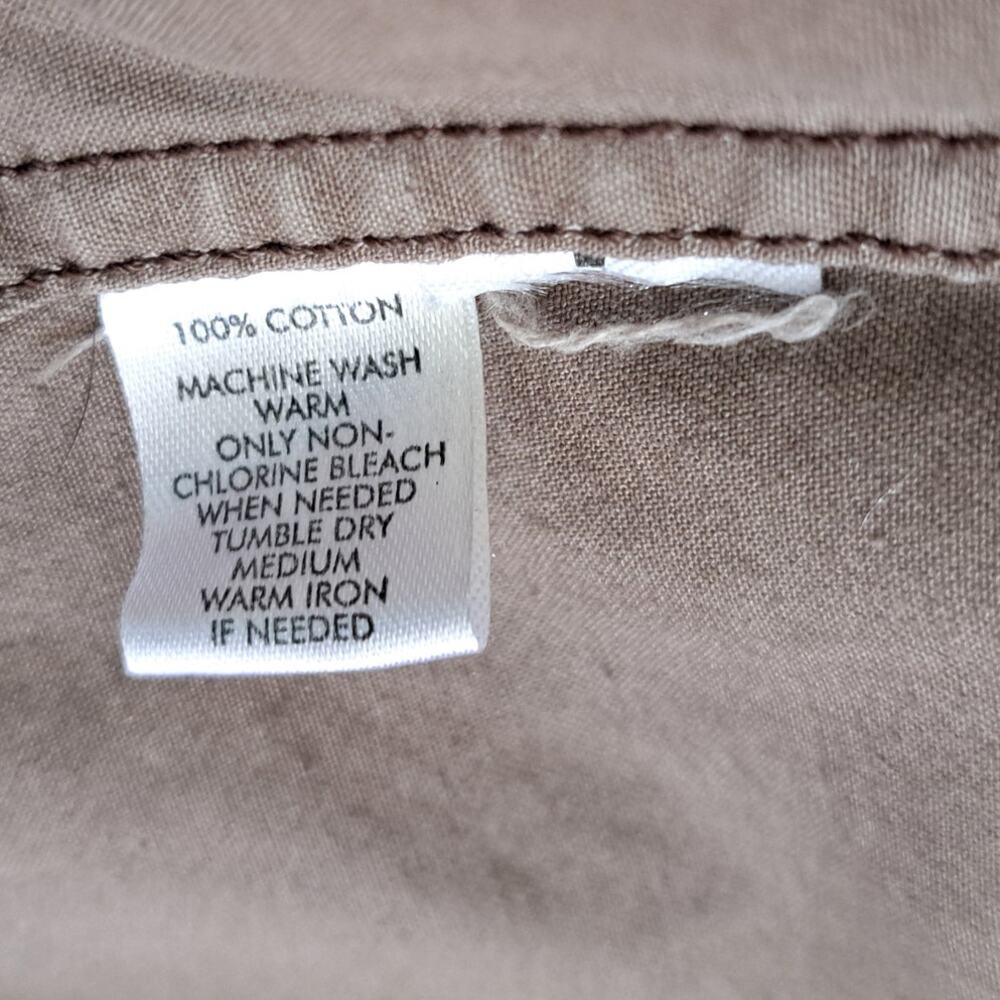 100% COTTON
MACHINE WASH
WARM
ONLY NON-
CHLORINE BLEACH
WHEN NEEDED
TUMBLE DRY
MEDIUM
WARM IRON
IF NEEDED